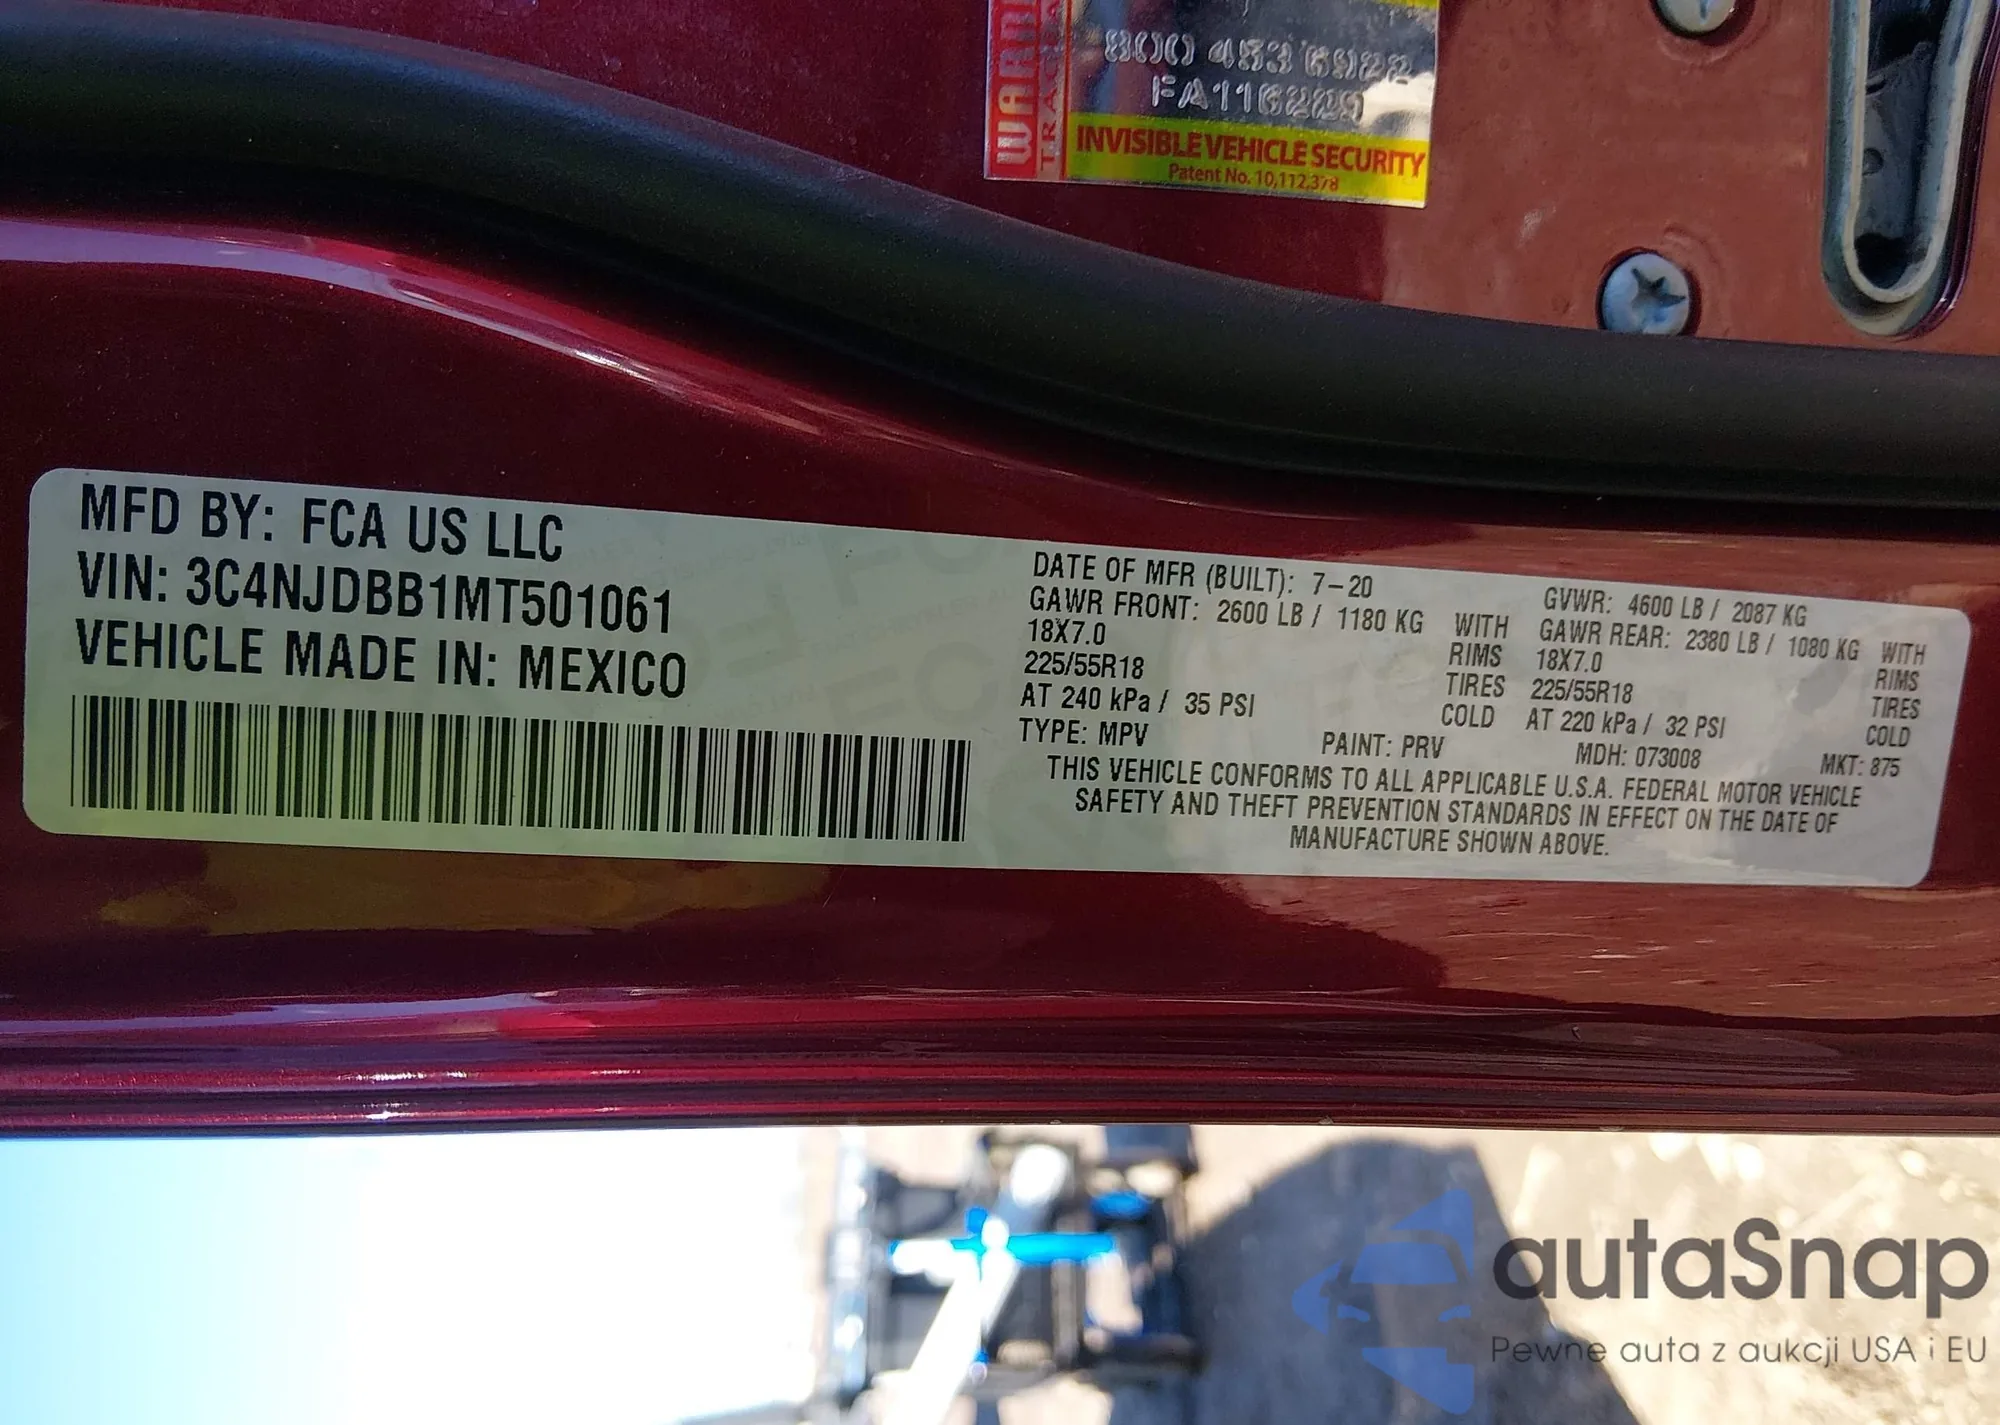 800 453 6922
FA116229
WARNI
INVISIBLE VEHICLE SECURITY
Patent No. 10,112,378
MFD BY: FCA US LLC
VIN: 3C4NJDBB1MT501061
VEHICLE MADE IN: MEXICO
DATE OF MFR (BUILT): 7-20 GVWR: 4600 LB / 2087 KG
GAWR FRONT: 2600 LB / 1180 KG WITH GAWR REAR: 2380 LB / 1080 KG WITH
18X7.0 RIMS 18X7.0 RIMS
225/55R18 TIRES 225/55R18 TIRES
AT 240 kPa / 35 PSI COLD AT 220 kPa / 32 PSI COLD
TYPE: MPV PAINT: PRV MDH: 073008 MKT: 875
THIS VEHICLE CONFORMS TO ALL APPLICABLE U.S.A. FEDERAL MOTOR VEHICLE
SAFETY AND THEFT PREVENTION STANDARDS IN EFFECT ON THE DATE OF
MANUFACTURE SHOWN ABOVE.
autaSnap
Pewne auta z aukcji USA i EU